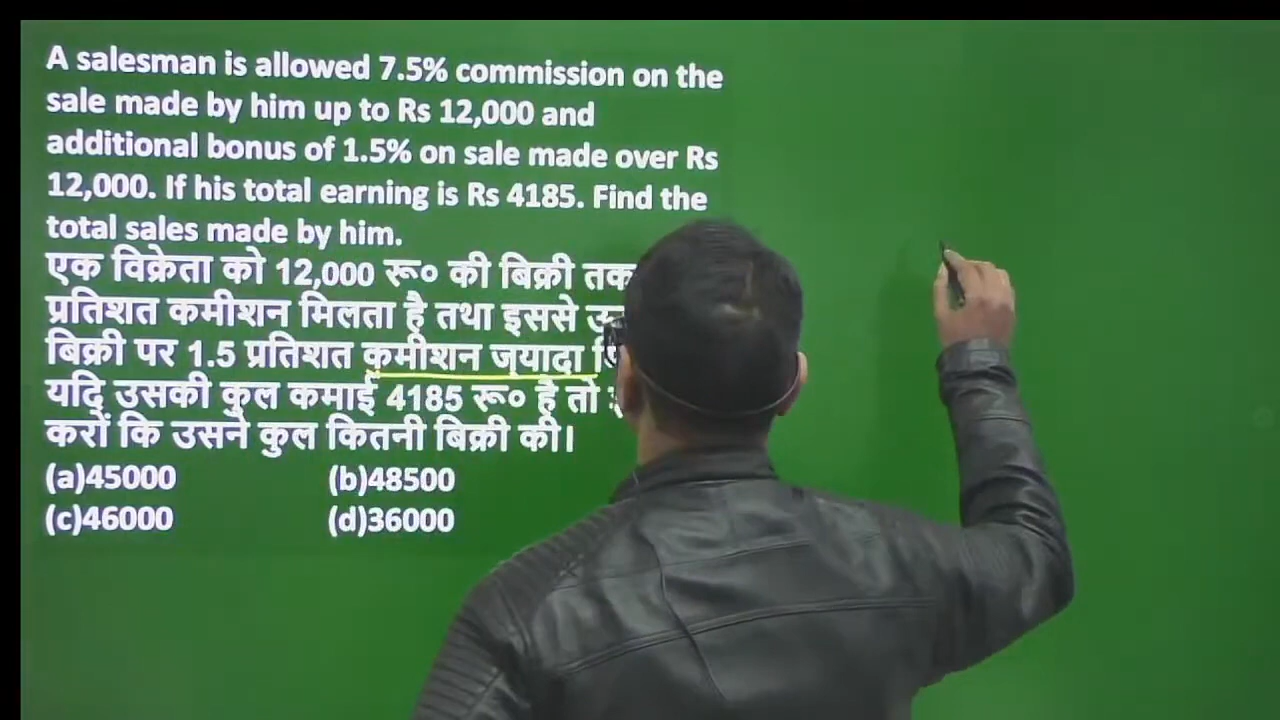 A salesman is allowed 7.5% commission on the
sale made by him up to Rs 12,000 and
additional bonus of 1.5% on sale made over Rs
12,000. If his total earning is Rs 4185. Find the
total sales made by him.
एक विक्रेता को 12,000 रू० की बिक्री तक
प्रतिशत कमीशन मिलता है तथा इससे
बिक्री पर 1.5 प्रतिशत कमीशन ज्यादा
यदि उसकी कुल कमाई 4185 रू० है तो
करों कि उसने कुल कितनी बिक्री की।
(a)45000 (b)48500
(c)46000 (d)36000